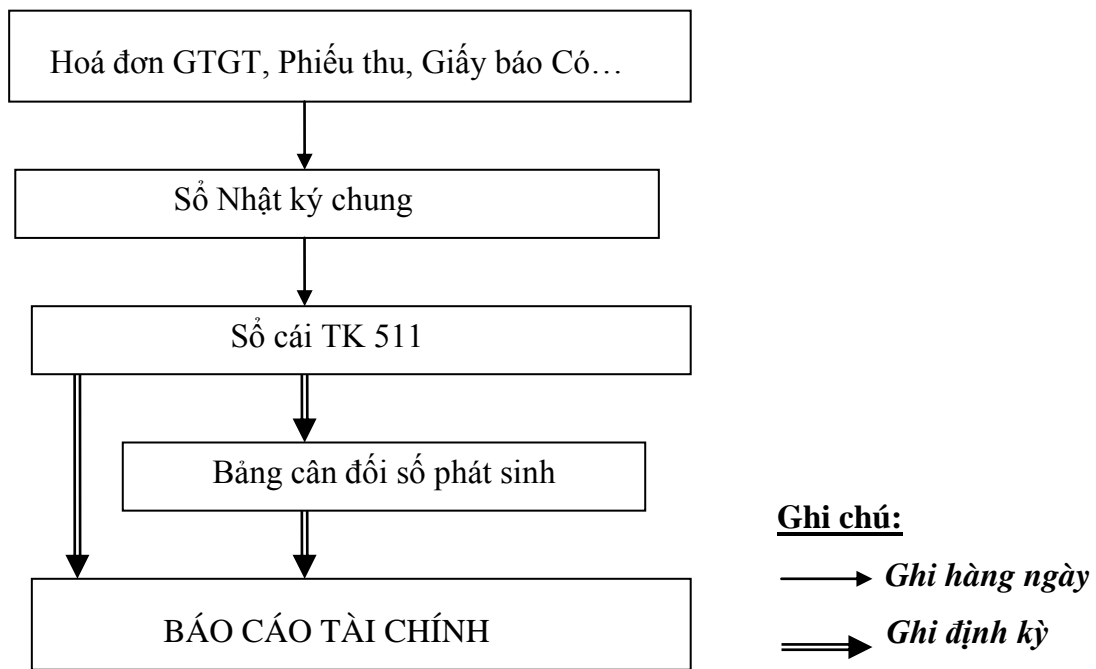 Hoá đơn GTGT, Phiếu thu, Giấy báo Có…
Sổ Nhật ký chung
Sổ cái TK 511
Bảng cân đối số phát sinh
BÁO CÁO TÀI CHÍNH
Ghi chú:
Ghi hàng ngày
Ghi định kỳ